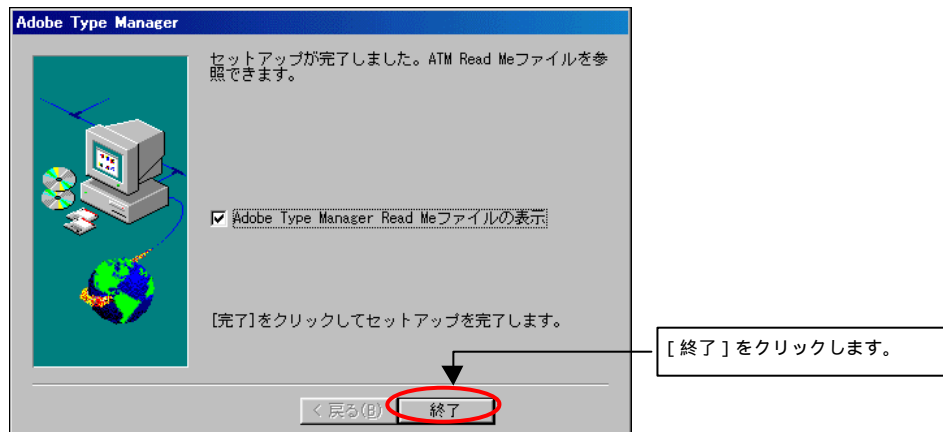 Adobe Type Manager
セットアップが完了しました。ATM Read Meファイルを参
照できます。
Adobe Type Manager Read Meファイルの表示
[完了]をクリックしてセットアップを完了します。
[ 終了 ] をクリックします。
< 戻る(B)
終了